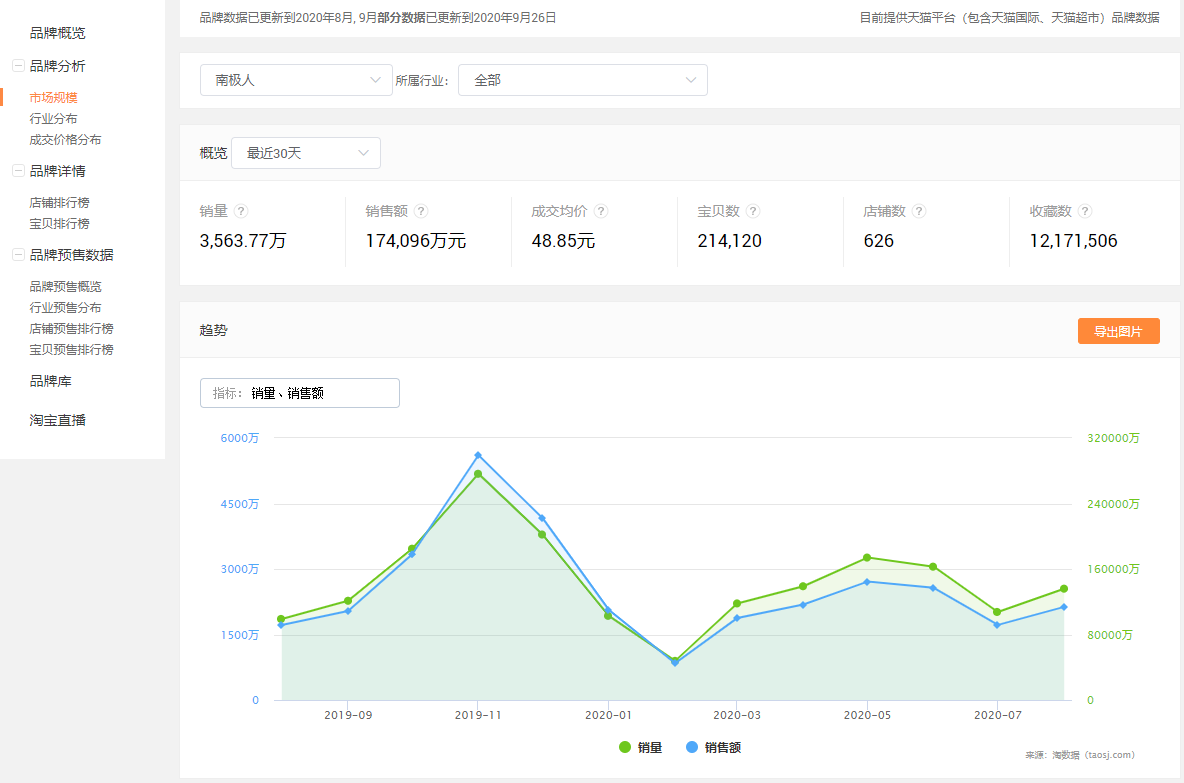 品牌概览
品牌分析
市场规模
行业分布
成交价格分布
品牌详情
店铺排行榜
宝贝排行榜
品牌预售数据
品牌预售概览
行业预售分布
店铺预售排行榜
宝贝预售排行榜
品牌库
淘宝直播
品牌数据已更新到2020年8月, 9月部分数据已更新到2020年9月26日
目前提供天猫平台（包含天猫国际、天猫超市）品牌数据
南极人 所属行业: 全部
概览 最近30天
销量 ? 销售额 ? 成交均价 ? 宝贝数 ? 店铺数 ? 收藏数 ?
3,563.77万 174,096万元 48.85元 214,120 626 12,171,506
趋势 导出图片
指标: 销量、销售额
6000万 320000万
4500万 240000万
3000万 160000万
1500万 80000万
0 0
2019-09 2019-11 2020-01 2020-03 2020-05 2020-07
销量 销售额
来源: 淘数据（taosj.com）